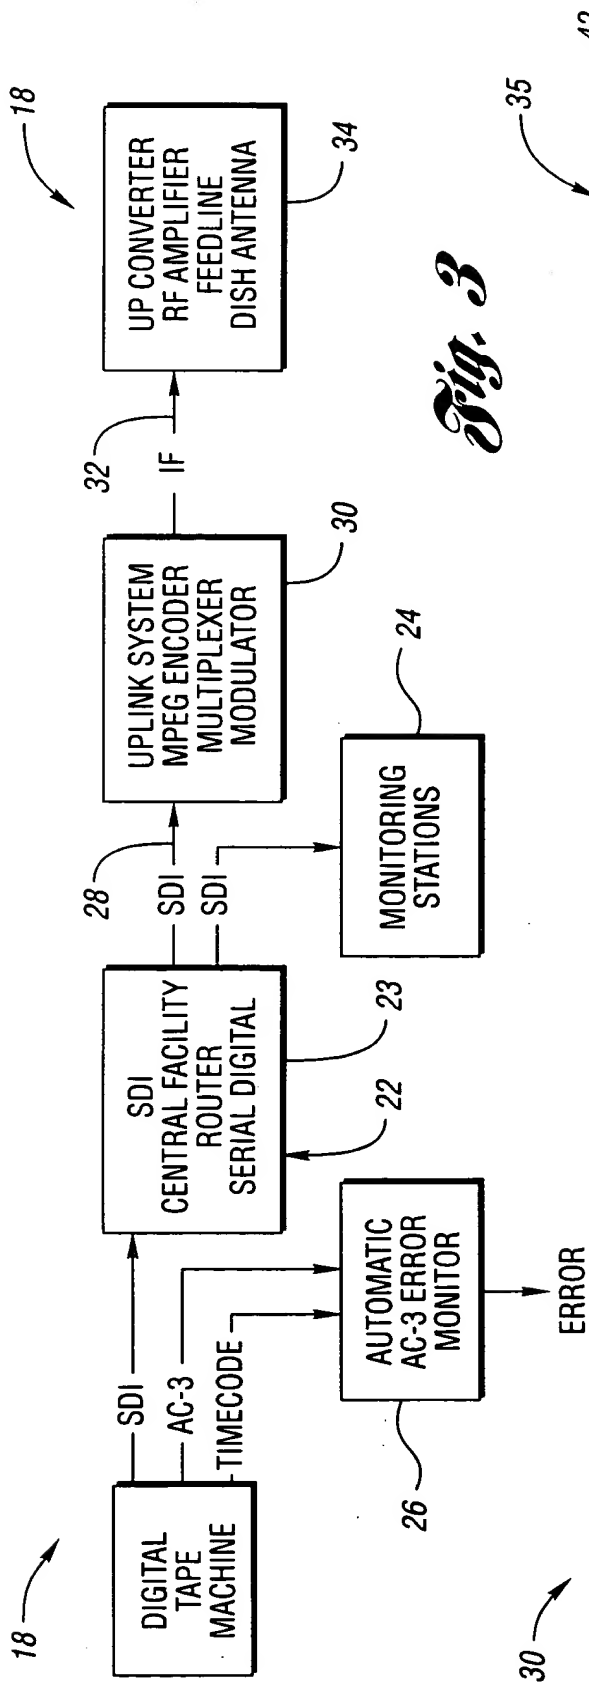 18
DIGITAL
TAPE
MACHINE
SDI
AC-3
TIMECODE
AUTOMATIC
AC-3 ERROR
MONITOR
26
ERROR
SDI
CENTRAL FACILITY
ROUTER
SERIAL DIGITAL
22
23
28
SDI
SDI
MONITORING
STATIONS
24
UPLINK SYSTEM
MPEG ENCODER
MULTIPLEXER
MODULATOR
30
32
IF
UP CONVERTER
RF AMPLIFIER
FEEDLINE
DISH ANTENNA
34
18
Fig. 3
30
35